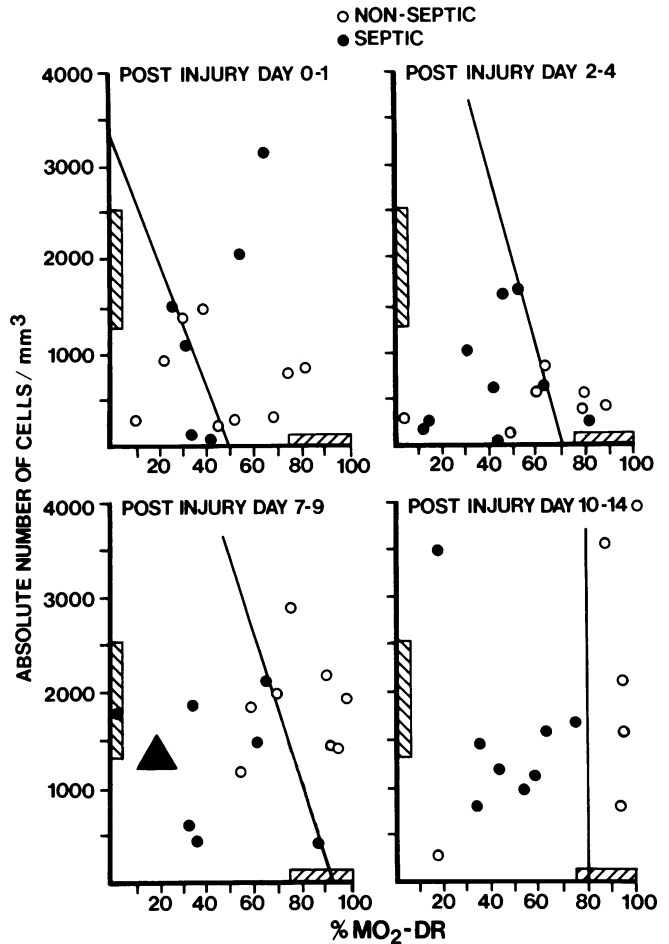 NON-SEPTIC
SEPTIC
POST INJURY DAY 0-1
POST INJURY DAY 2-4
4000
3000
2000
1000
20 40 60 80 100
20 40 60 80 100
POST INJURY DAY 7-9
POST INJURY DAY 10-14
4000
3000
2000
1000
20 40 60 80 100
20 40 60 80 100
ABSOLUTE NUMBER OF CELLS / mm³
% MO₂-DR